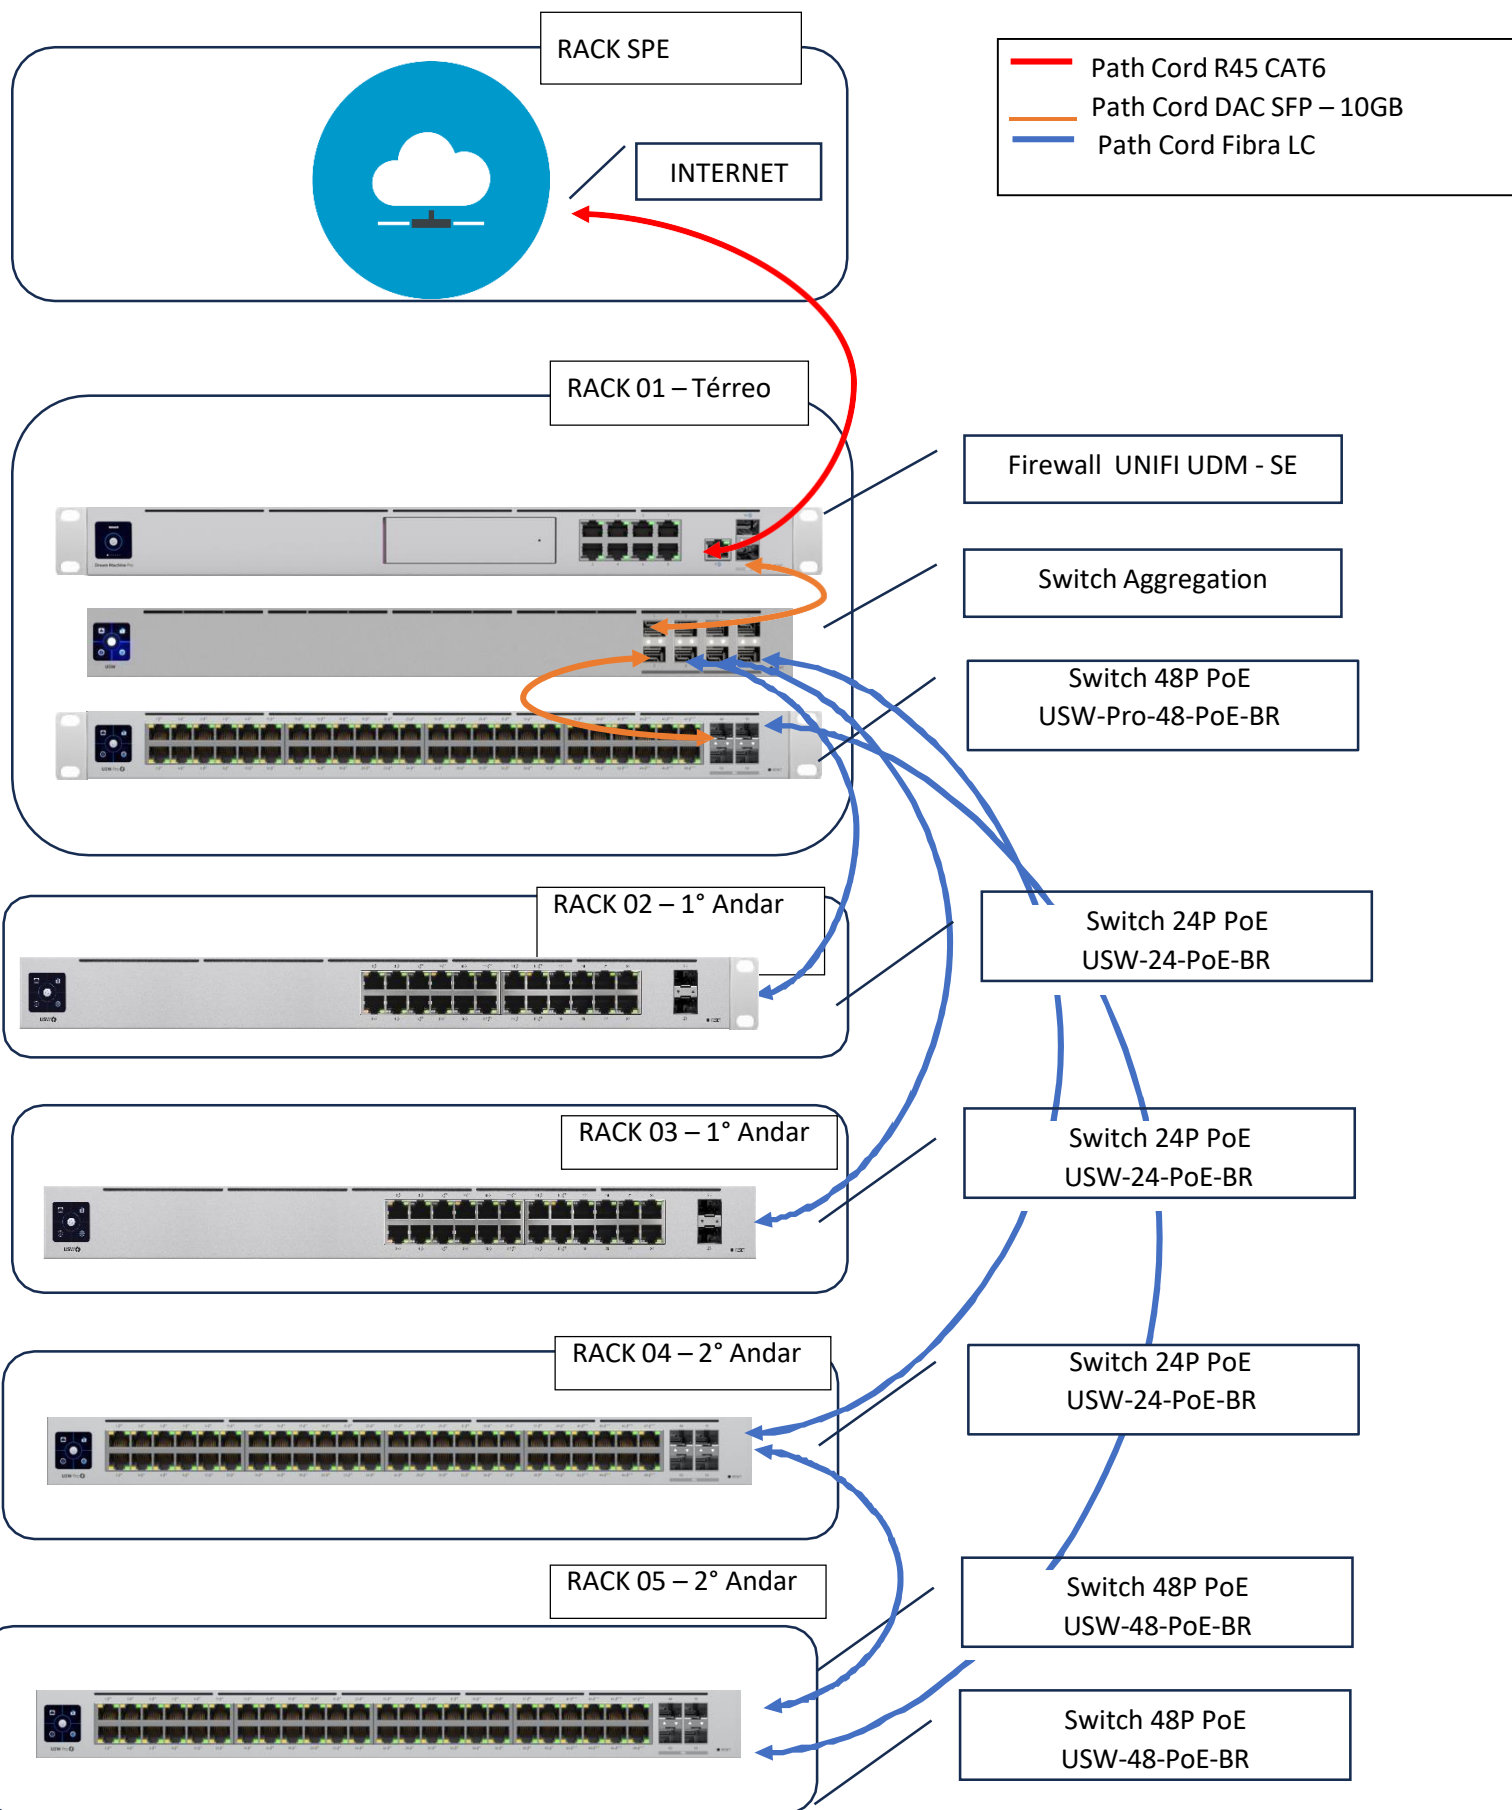 RACK SPE
INTERNET
Path Cord R45 CAT6
Path Cord DAC SFP – 10GB
Path Cord Fibra LC
RACK 01 – Térreo
Firewall UNIFI UDM - SE
Switch Aggregation
Switch 48P PoE
USW-Pro-48-PoE-BR
RACK 02 – 1° Andar
Switch 24P PoE
USW-24-PoE-BR
RACK 03 – 1° Andar
Switch 24P PoE
USW-24-PoE-BR
RACK 04 – 2° Andar
Switch 24P PoE
USW-24-PoE-BR
RACK 05 – 2° Andar
Switch 48P PoE
USW-48-PoE-BR
Switch 48P PoE
USW-48-PoE-BR